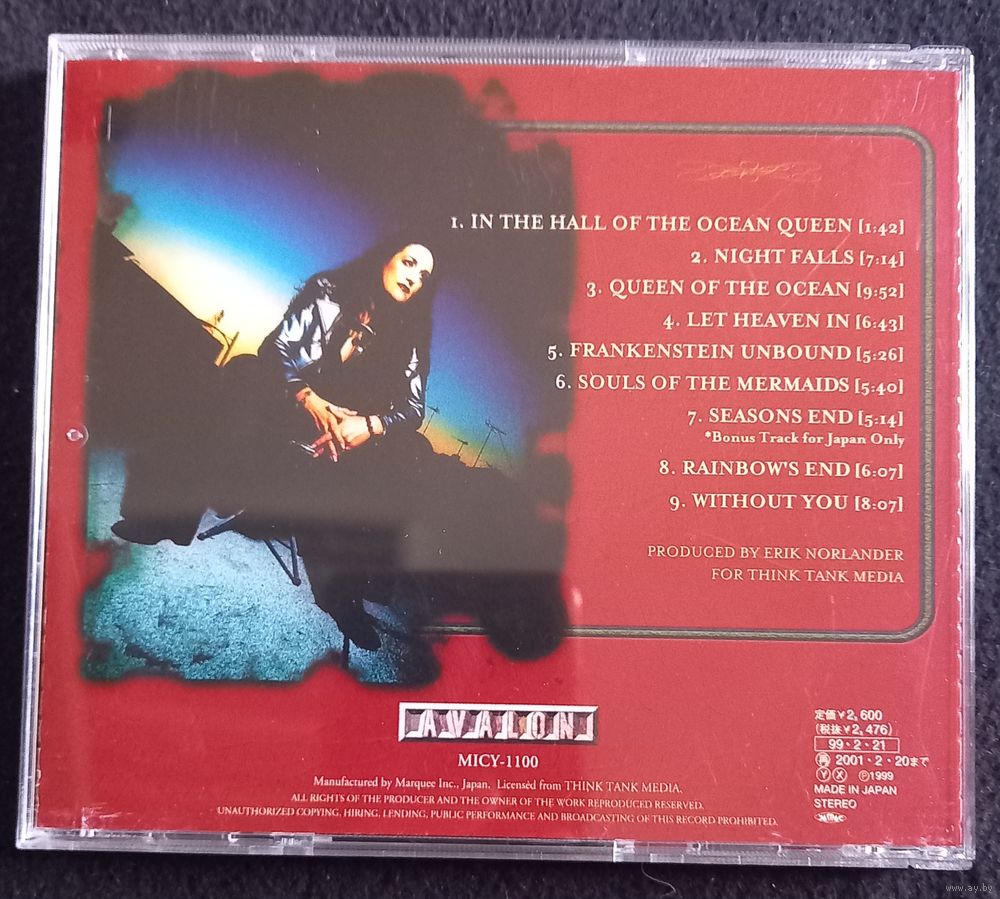 1. IN THE HALL OF THE OCEAN QUEEN [1:42]
2. NIGHT FALLS [7:14]
3. QUEEN OF THE OCEAN [9:52]
4. LET HEAVEN IN [6:43]
5. FRANKENSTEIN UNBOUND [5:26]
6. SOULS OF THE MERMAIDS [5:40]
7. SEASONS END [5:14]
*Bonus Track for Japan Only
8. RAINBOW'S END [6:07]
9. WITHOUT YOU [8:07]
PRODUCED BY ERIK NORLANDER
FOR THINK TANK MEDIA
AVALON
MICY-1100
Manufactured by Marquee Inc., Japan, Licensed from THINK TANK MEDIA.
ALL RIGHTS OF THE PRODUCER AND THE OWNER OF THE WORK REPRODUCED RESERVED.
UNAUTHORIZED COPYING, HIRING, LENDING, PUBLIC PERFORMANCE AND BROADCASTING OF THIS RECORD PROHIBITED.
定価¥2,600
(税抜¥2,476)
99・2・21
再 2001・2・20まで
Ⓨ Ⓧ Ⓟ1999
MADE IN JAPAN
STEREO
www.ay.by